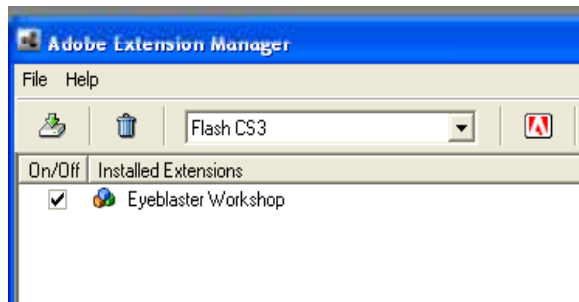 Adobe Extension Manager
File Help
Flash CS3
On/Off Installed Extensions
Eyeblaster Workshop